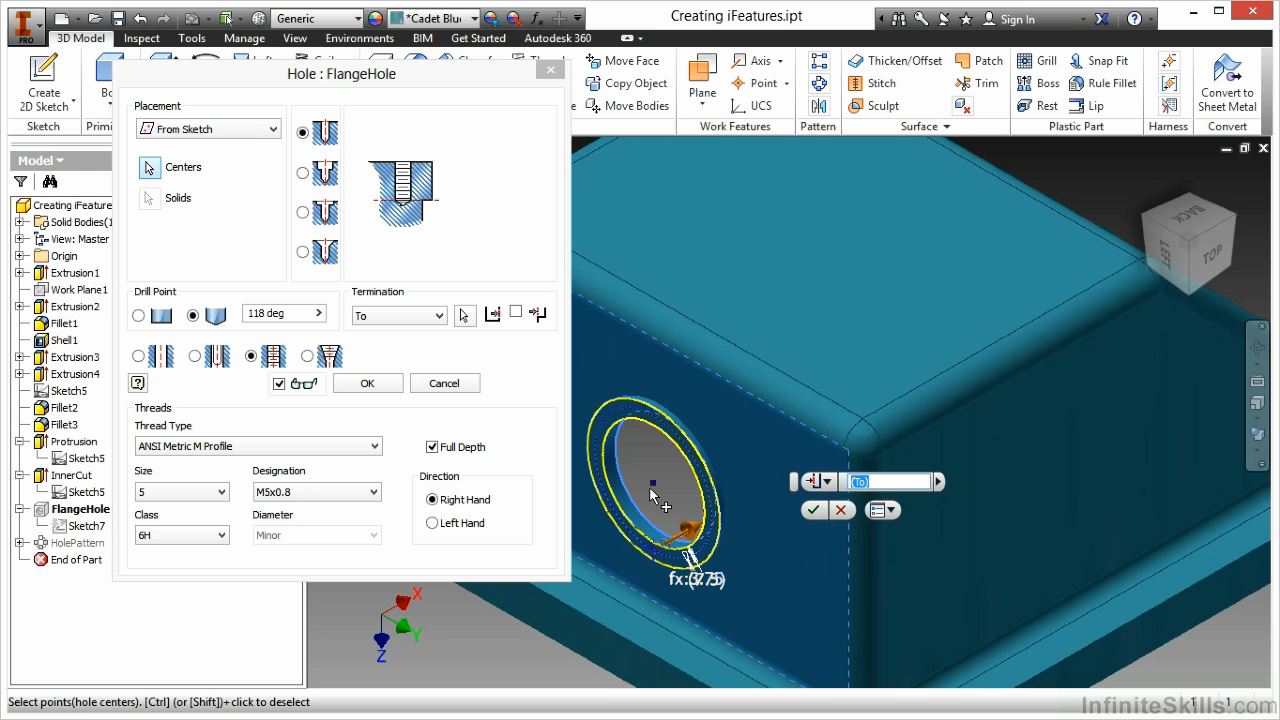 PRO
Generic
*Cadet Blue
Creating iFeatures.ipt
Sign In
3D Model
Inspect
Tools
Manage
View
Environments
BIM
Get Started
Autodesk 360
Create
2D Sketch
Sketch
Move Face
Copy Object
Move Bodies
Plane
Axis
Point
UCS
Work Features
Pattern
Thicken/Offset
Patch
Stitch
Trim
Sculpt
Surface
Grill
Snap Fit
Boss
Rule Fillet
Rest
Lip
Plastic Part
Harness
Convert to
Sheet Metal
Convert
Hole : FlangeHole
Placement
From Sketch
Centers
Solids
Drill Point
118 deg
Termination
To
OK
Cancel
Threads
Thread Type
ANSI Metric M Profile
Full Depth
Size
Designation
5
M5x0.8
Direction
Right Hand
Left Hand
Class
Diameter
6H
Minor
Model
Creating iFeature
Solid Bodies(1
View: Master
Origin
Extrusion1
Work Plane1
Extrusion2
Fillet1
Shell1
Extrusion3
Extrusion4
Sketch5
Fillet2
Fillet3
Protrusion
Sketch5
InnerCut
Sketch5
FlangeHole
Sketch7
HolePattern
End of Part
BACK
LEFT
TOP
(To)
X
Y
Z
Select points(hole centers). [Ctrl] (or [Shift])+click to deselect
1 1
InfiniteSkills.com